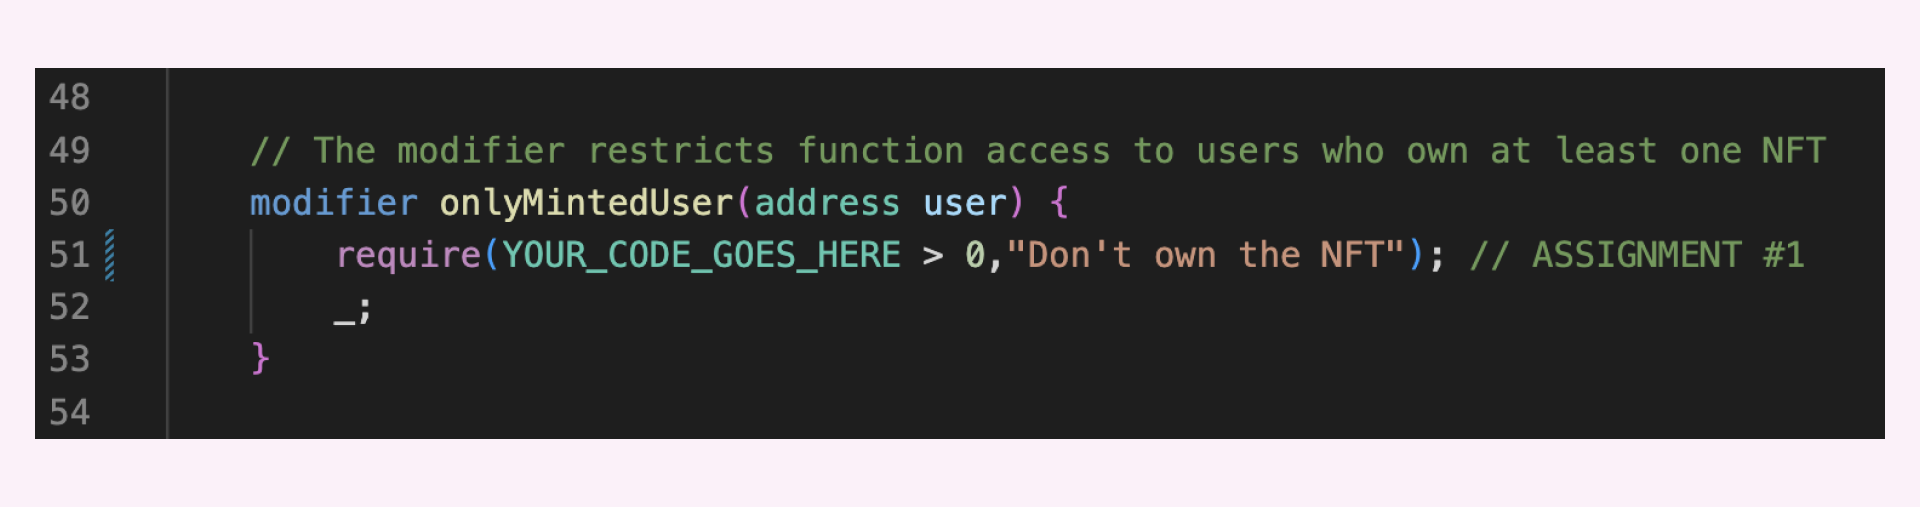 48
49 // The modifier restricts function access to users who own at least one NFT
50 modifier onlyMintedUser(address user) {
51 require(YOUR_CODE_GOES_HERE > 0,"Don't own the NFT"); // ASSIGNMENT #1
52 _;
53 }
54